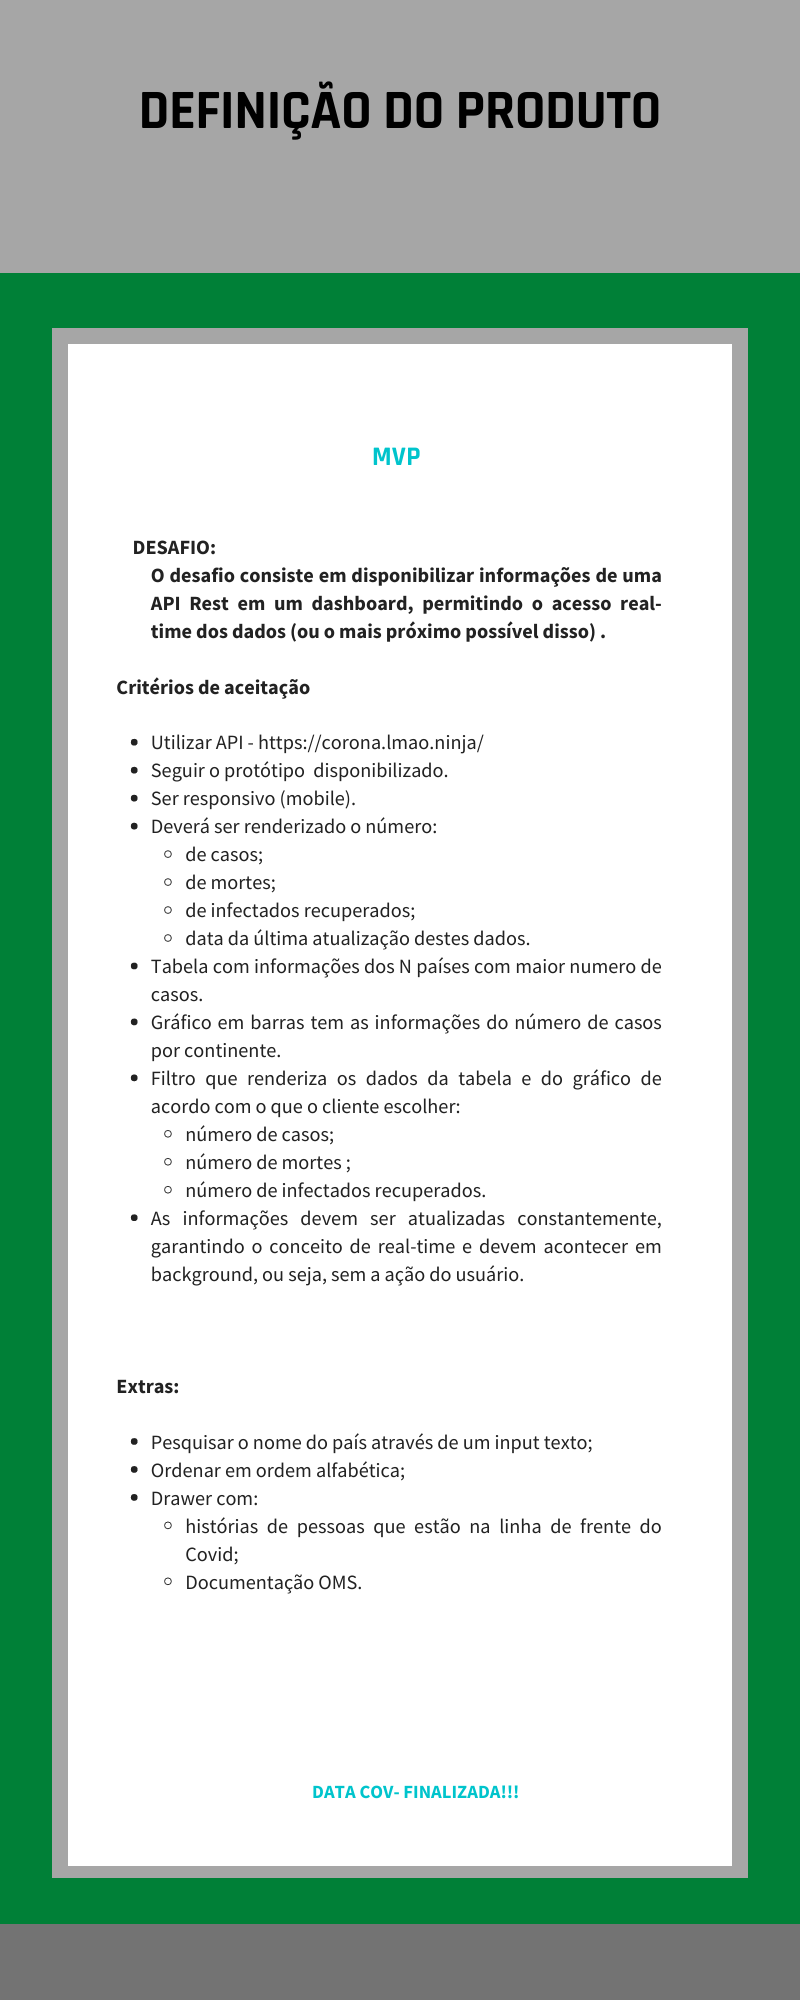 DEFINIÇÃO DO PRODUTO
MVP
DESAFIO:
O desafio consiste em disponibilizar informações de uma
API Rest em um dashboard, permitindo o acesso real-
time dos dados (ou o mais próximo possível disso) .
Critérios de aceitação
Utilizar API - https://corona.lmao.ninja/
Seguir o protótipo  disponibilizado.
Ser responsivo (mobile).
Deverá ser renderizado o número:
de casos;
de mortes;
de infectados recuperados;
data da última atualização destes dados.
Tabela com informações dos N países com maior numero de
casos.
Gráfico em barras tem as informações do número de casos
por continente.
Filtro que renderiza os dados da tabela e do gráfico de
acordo com o que o cliente escolher:
número de casos;
número de mortes ;
número de infectados recuperados.
As informações devem ser atualizadas constantemente,
garantindo o conceito de real-time e devem acontecer em
background, ou seja, sem a ação do usuário.
Extras:
Pesquisar o nome do país através de um input texto;
Ordenar em ordem alfabética;
Drawer com:
histórias de pessoas que estão na linha de frente do
Covid;
Documentação OMS.
DATA COV- FINALIZADA!!!